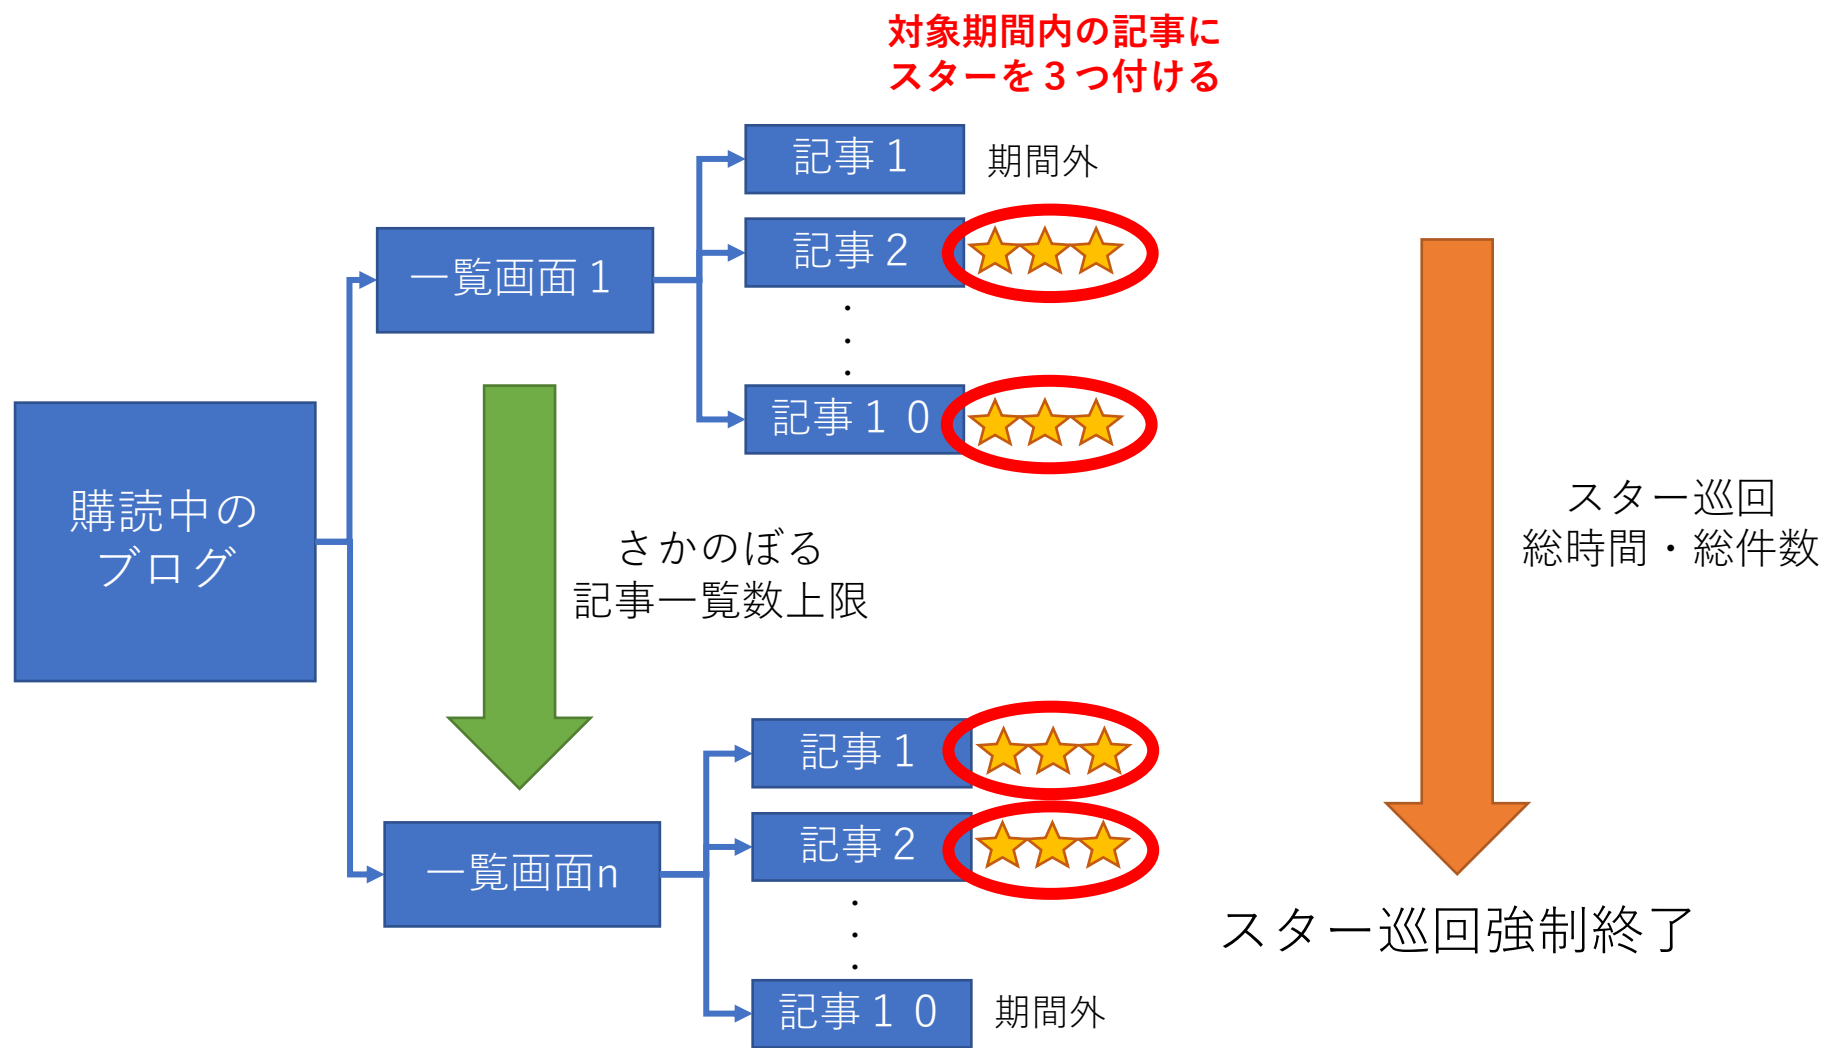 対象期間内の記事に
スターを３つ付ける
記事１
期間外
一覧画面１
記事２
・
・
・
記事１０
購読中の
ブログ
さかのぼる
記事一覧数上限
スター巡回
総時間・総件数
記事１
一覧画面n
記事２
・
・
・
スター巡回強制終了
記事１０
期間外